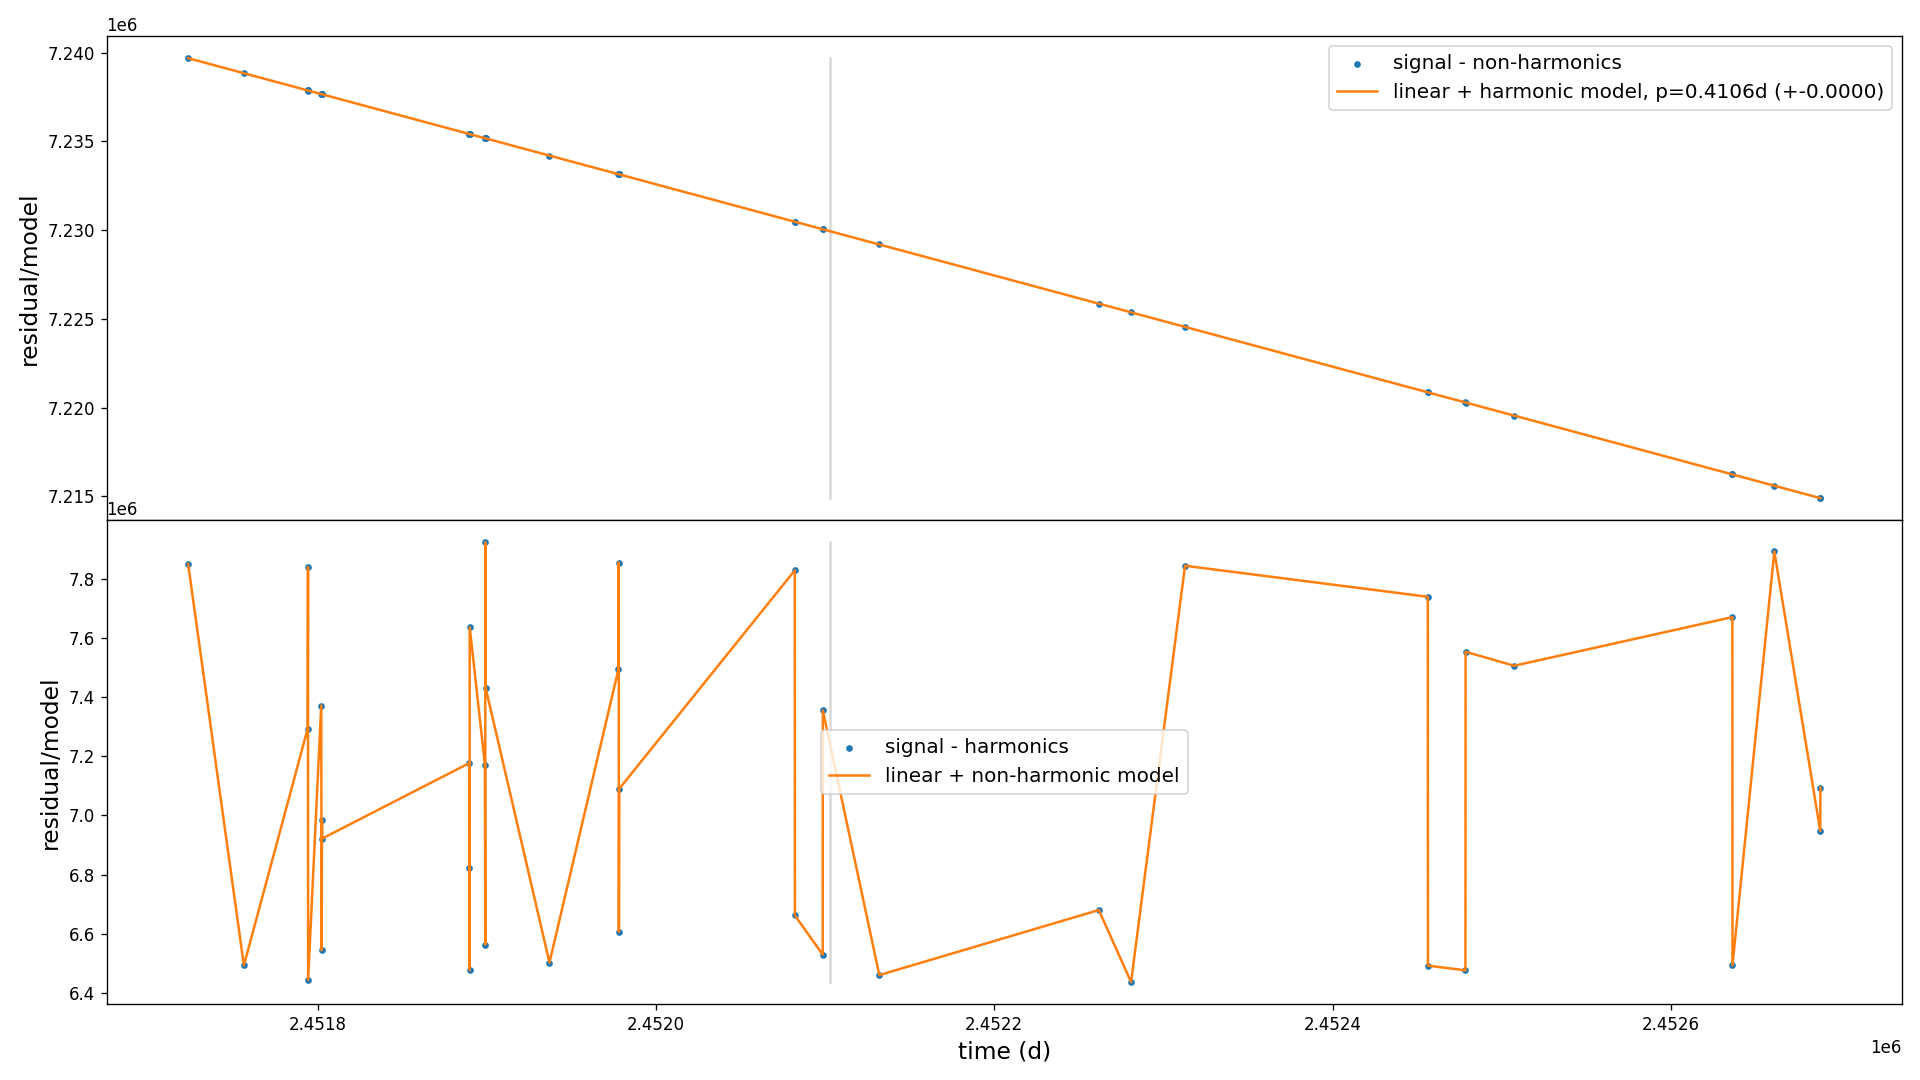 1e6
7.240
7.235
7.230
7.225
7.220
7.215
residual/model
signal - non-harmonics
linear + harmonic model, p=0.4106d (+-0.0000)
1e6
7.8
7.6
7.4
7.2
7.0
6.8
6.6
6.4
residual/model
signal - harmonics
linear + non-harmonic model
2.4518 2.4520 2.4522 2.4524 2.4526
1e6
time (d)